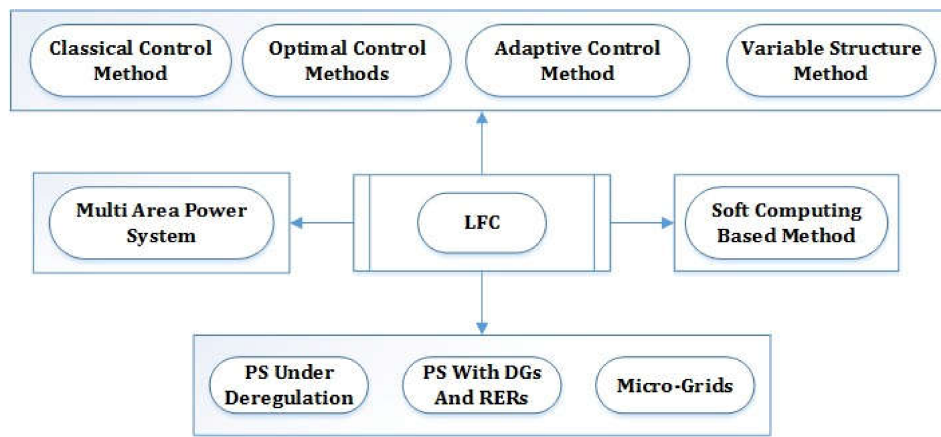 Classical Control
Method
Optimal Control
Methods
Adaptive Control
Method
Variable Structure
Method
Multi Area Power
System
LFC
Soft Computing
Based Method
PS Under
Deregulation
PS With DGs
And RERs
Micro-Grids